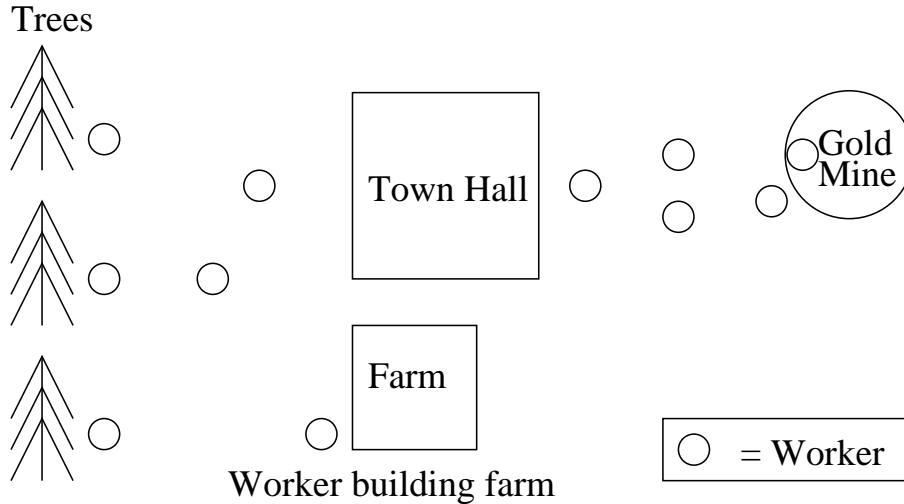 Trees
Town Hall
Gold
Mine
Farm
= Worker
Worker building farm